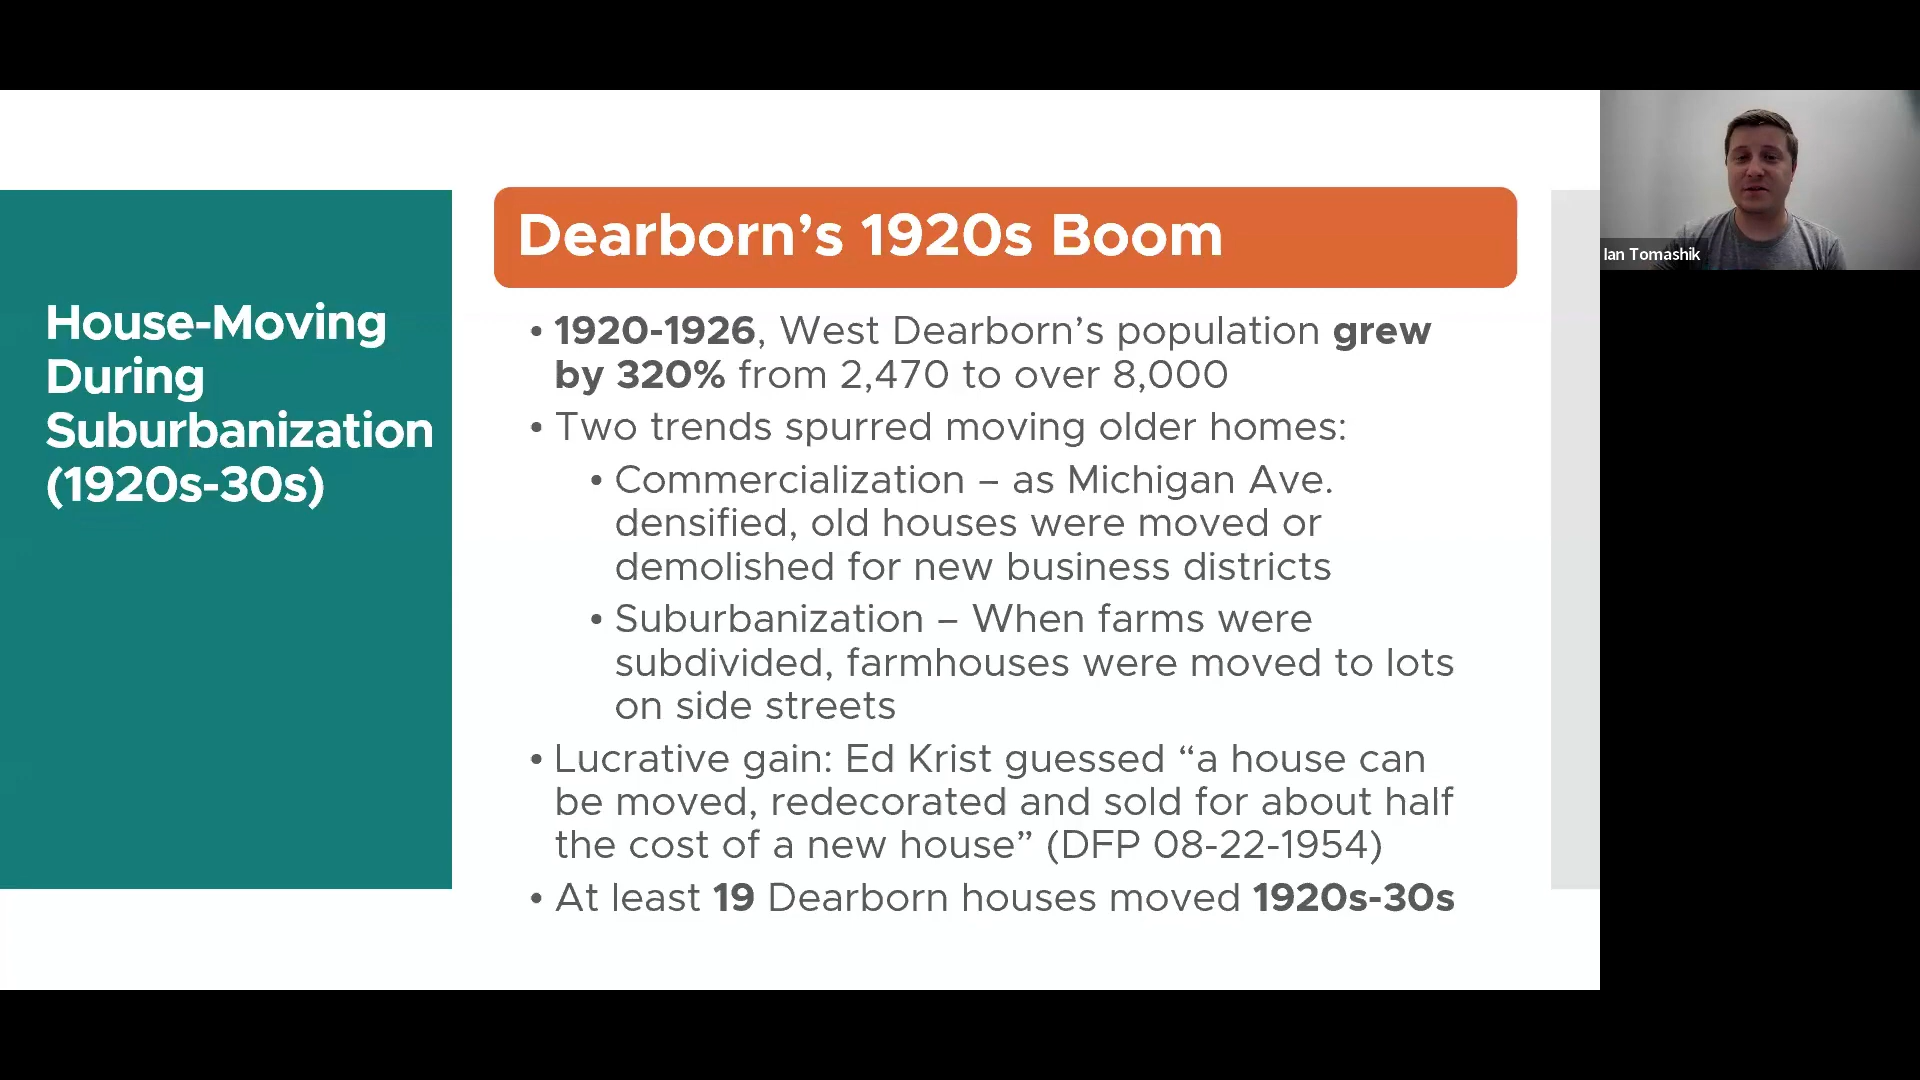 House-Moving
During
Suburbanization
(1920s-30s)
Dearborn’s 1920s Boom
• 1920-1926, West Dearborn’s population grew
by 320% from 2,470 to over 8,000
• Two trends spurred moving older homes:
• Commercialization – as Michigan Ave.
densified, old houses were moved or
demolished for new business districts
• Suburbanization – When farms were
subdivided, farmhouses were moved to lots
on side streets
• Lucrative gain: Ed Krist guessed “a house can
be moved, redecorated and sold for about half
the cost of a new house” (DFP 08-22-1954)
• At least 19 Dearborn houses moved 1920s-30s
Ian Tomashik